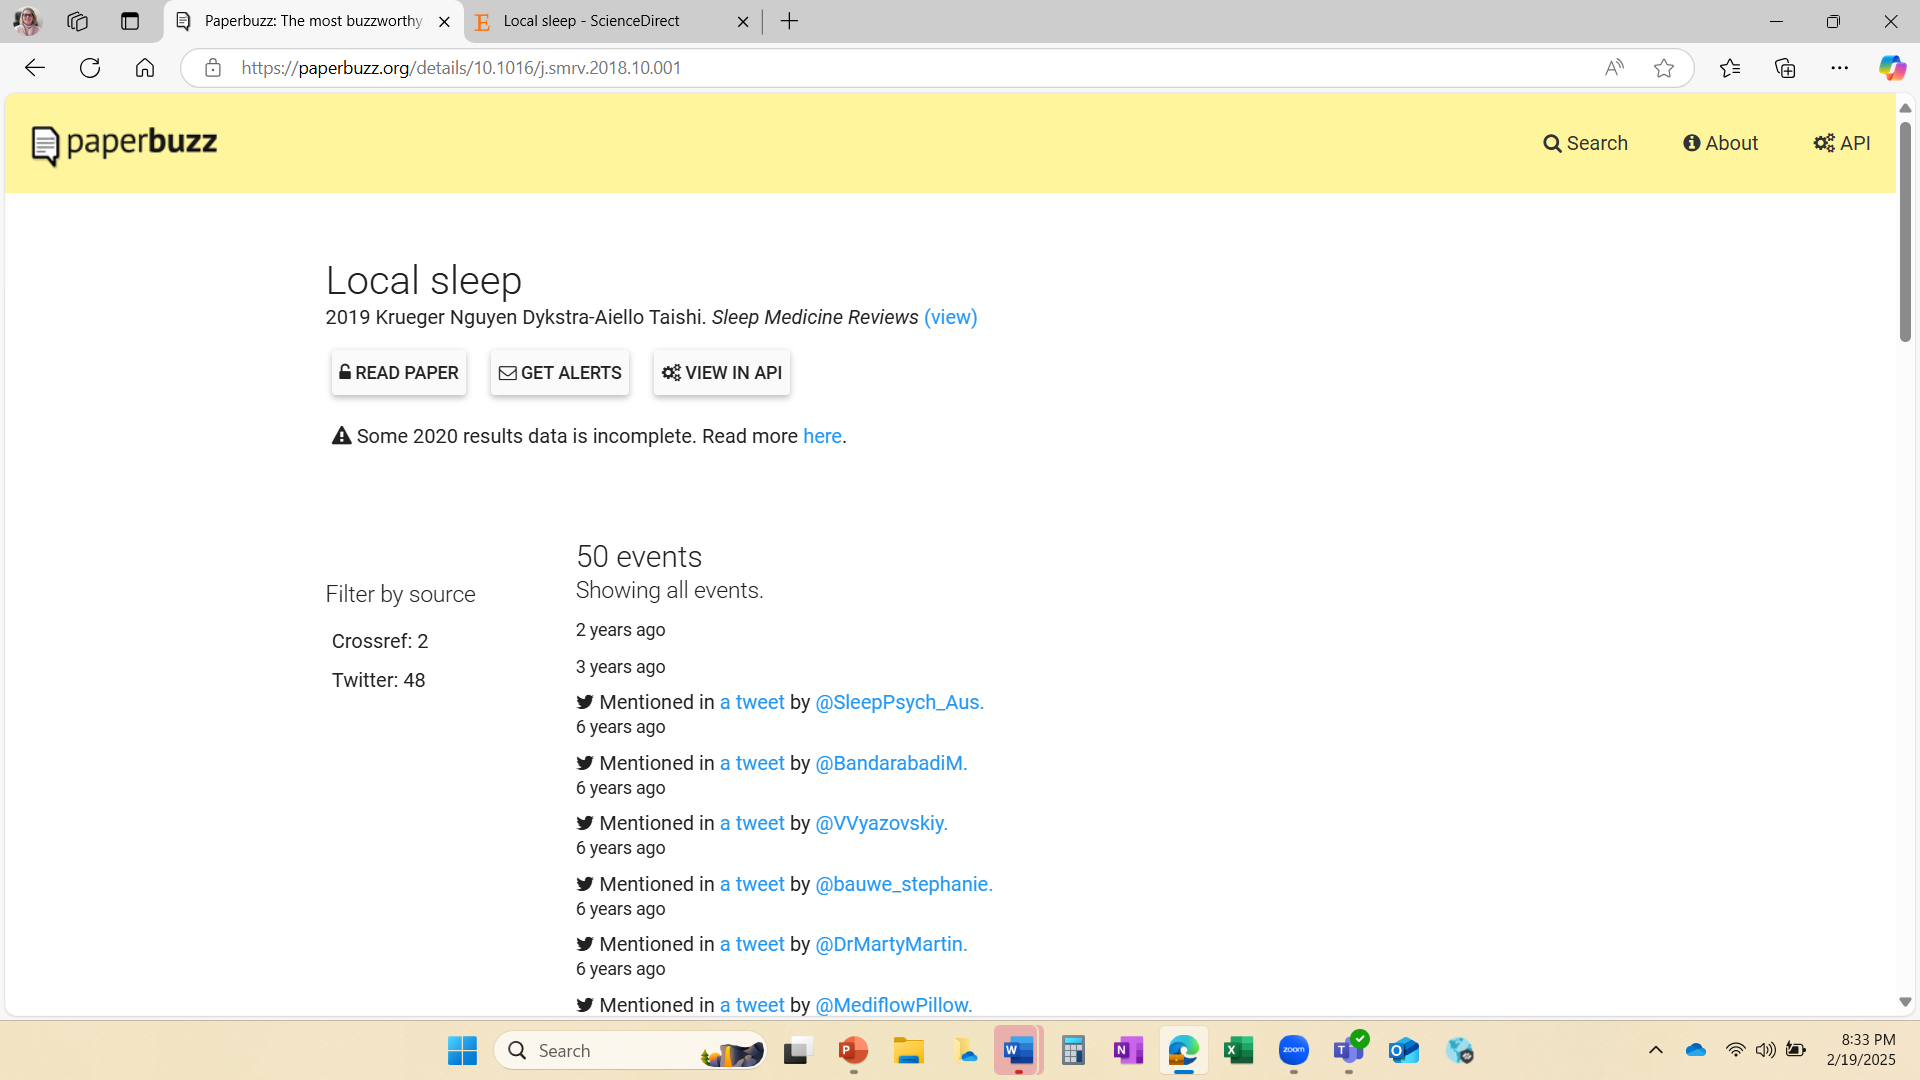 Paperbuzz: The most buzzworthy
Local sleep - ScienceDirect
https://paperbuzz.org/details/10.1016/j.smrv.2018.10.001
paperbuzz
Search
About
API
Local sleep
2019 Krueger Nguyen Dykstra-Aiello Taishi. Sleep Medicine Reviews (view)
READ PAPER
GET ALERTS
VIEW IN API
Some 2020 results data is incomplete. Read more here.
Filter by source
Crossref: 2
Twitter: 48
50 events
Showing all events.
2 years ago
3 years ago
Mentioned in a tweet by @SleepPsych_Aus.
6 years ago
Mentioned in a tweet by @BandarabadiM.
6 years ago
Mentioned in a tweet by @VVyazovskiy.
6 years ago
Mentioned in a tweet by @bauwe_stephanie.
6 years ago
Mentioned in a tweet by @DrMartyMartin.
6 years ago
Mentioned in a tweet by @MediflowPillow.
Search
zoom
8:33 PM
2/19/2025